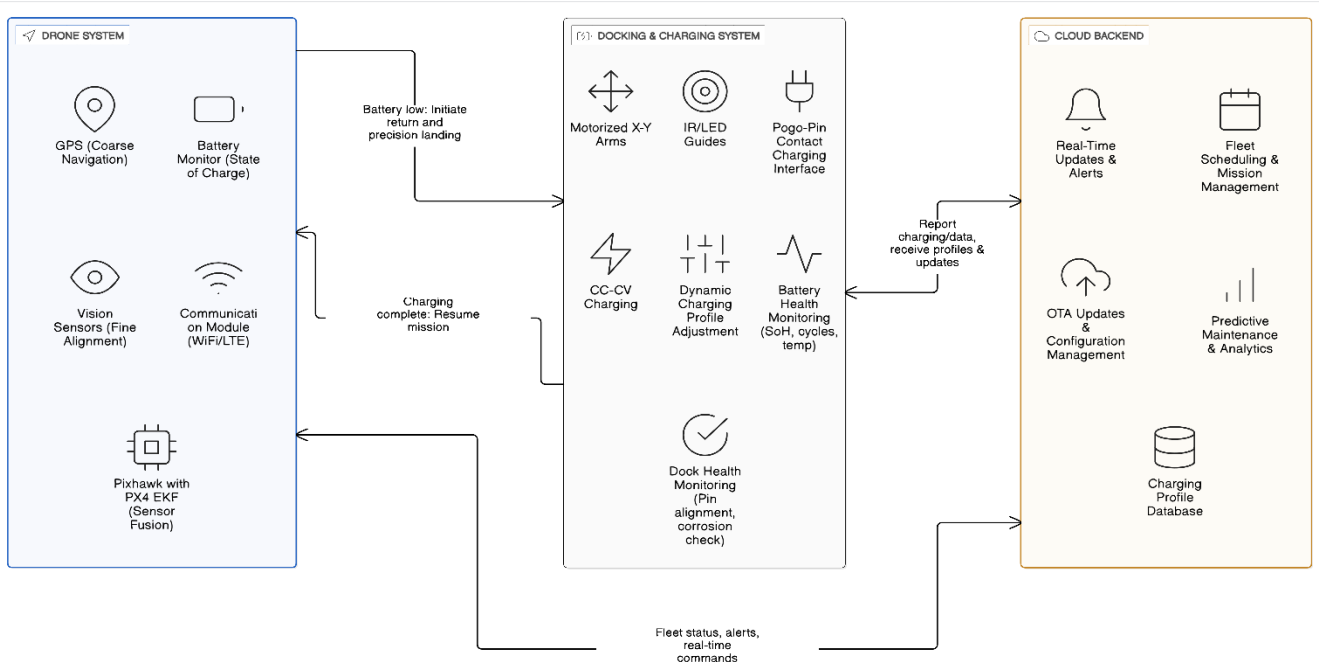 DRONE SYSTEM
GPS (Coarse
Navigation)
Battery
Monitor (State
of Charge)
Vision
Sensors (Fine
Alignment)
Communicati
on Module
(WiFi/LTE)
Pixhawk with
PX4 EKF
(Sensor
Fusion)
Battery low: Initiate
return and
precision landing
Charging
complete: Resume
mission
DOCKING & CHARGING SYSTEM
Motorized X-Y
Arms
IR/LED
Guides
Pogo-Pin
Contact
Charging
Interface
CC-CV
Charging
Dynamic
Charging
Profile
Adjustment
Battery
Health
Monitoring
(SoH, cycles,
temp)
Dock Health
Monitoring
(Pin
alignment,
corrosion
check)
Report
charging/data,
receive profiles &
updates
CLOUD BACKEND
Real-Time
Updates &
Alerts
Fleet
Scheduling &
Mission
Management
OTA Updates
&
Configuration
Management
Predictive
Maintenance
& Analytics
Charging
Profile
Database
Fleet status, alerts,
real-time
commands